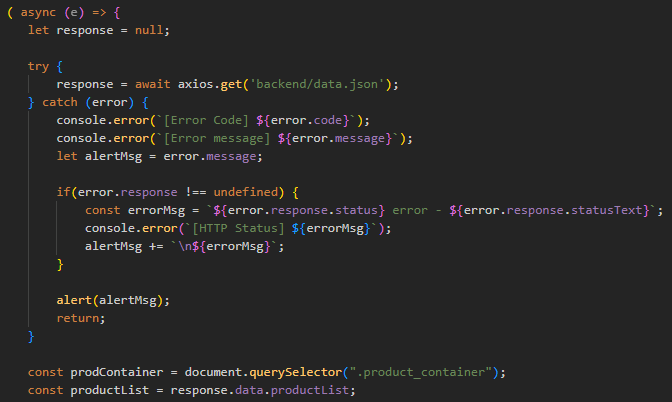 ( async (e) => {
let response = null;
try {
response = await axios.get('backend/data.json');
} catch (error) {
console.error(`[Error Code] ${error.code}`);
console.error(`[Error message] ${error.message}`);
let alertMsg = error.message;
if(error.response !== undefined) {
const errorMsg = `${error.response.status} error - ${error.response.statusText}`;
console.error(`[HTTP Status] ${errorMsg}`);
alertMsg += `\n${errorMsg}`;
}
alert(alertMsg);
return;
}
const prodContainer = document.querySelector(".product_container");
const productList = response.data.productList;